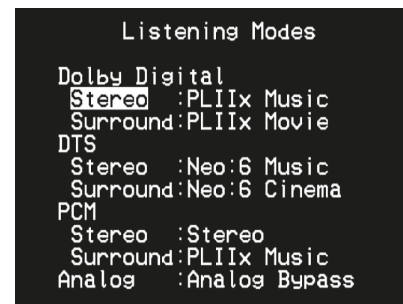 Listening Modes
Dolby Digital
Stereo :PLIIx Music
Surround:PLIIx Movie
DTS
Stereo :Neo:6 Music
Surround:Neo:6 Cinema
PCM
Stereo :Stereo
Surround:PLIIx Music
Analog :Analog Bypass